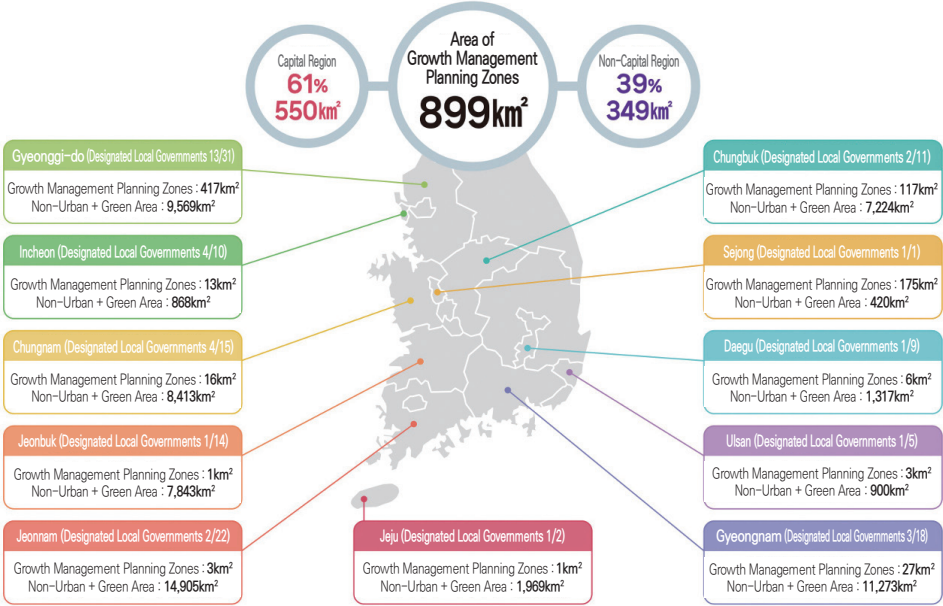 Capital Region
61%
550km²
Area of
Growth Management
Planning Zones
899km²
Non-Capital Region
39%
349km²
Gyeonggi-do (Designated Local Governments 13/31)
Growth Management Planning Zones : 417km²
Non-Urban + Green Area : 9,569km²
Incheon (Designated Local Governments 4/10)
Growth Management Planning Zones : 13km²
Non-Urban + Green Area : 868km²
Chungnam (Designated Local Governments 4/15)
Growth Management Planning Zones : 16km²
Non-Urban + Green Area : 8,413km²
Jeonbuk (Designated Local Governments 1/14)
Growth Management Planning Zones : 1km²
Non-Urban + Green Area : 7,843km²
Jeonnam (Designated Local Governments 2/22)
Growth Management Planning Zones : 3km²
Non-Urban + Green Area : 14,905km²
Jeju (Designated Local Governments 1/2)
Growth Management Planning Zones : 1km²
Non-Urban + Green Area : 1,969km²
Chungbuk (Designated Local Governments 2/11)
Growth Management Planning Zones : 117km²
Non-Urban + Green Area : 7,224km²
Sejong (Designated Local Governments 1/1)
Growth Management Planning Zones : 175km²
Non-Urban + Green Area : 420km²
Daegu (Designated Local Governments 1/9)
Growth Management Planning Zones : 6km²
Non-Urban + Green Area : 1,317km²
Ulsan (Designated Local Governments 1/5)
Growth Management Planning Zones : 3km²
Non-Urban + Green Area : 900km²
Gyeongnam (Designated Local Governments 3/18)
Growth Management Planning Zones : 27km²
Non-Urban + Green Area : 11,273km²